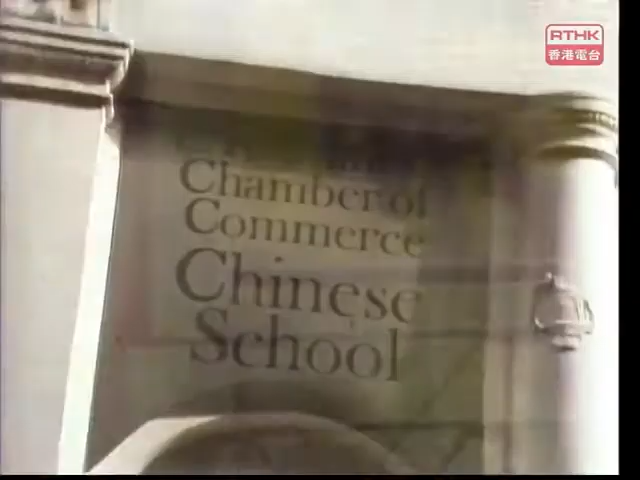 RTHK
香港電台
Chamber of
Commerce
Chinese
School